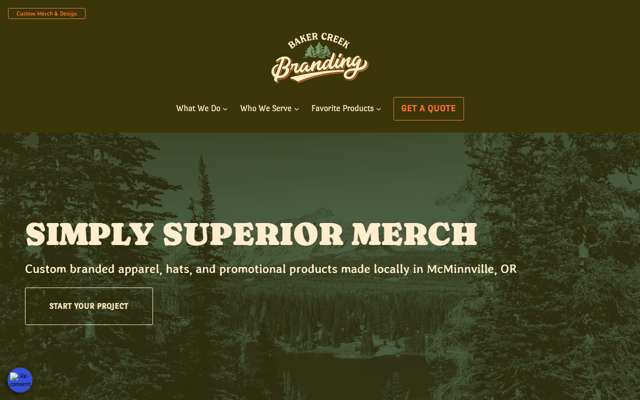 Custom Merch & Design
BAKER CREEK
Branding
What We Do
Who We Serve
Favorite Products
GET A QUOTE
SIMPLY SUPERIOR MERCH
Custom branded apparel, hats, and promotional products made locally in McMinnville, OR
START YOUR PROJECT